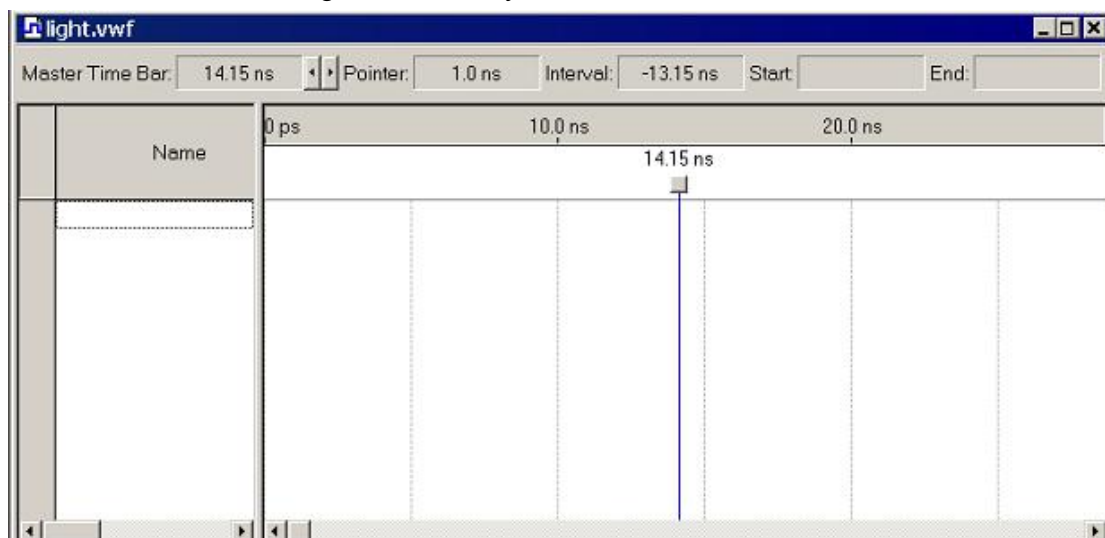 light.vwf
Master Time Bar: 14.15 ns Pointer: 1.0 ns Interval: -13.15 ns Start: End:
Name
0 ps 10.0 ns 20.0 ns
14.15 ns